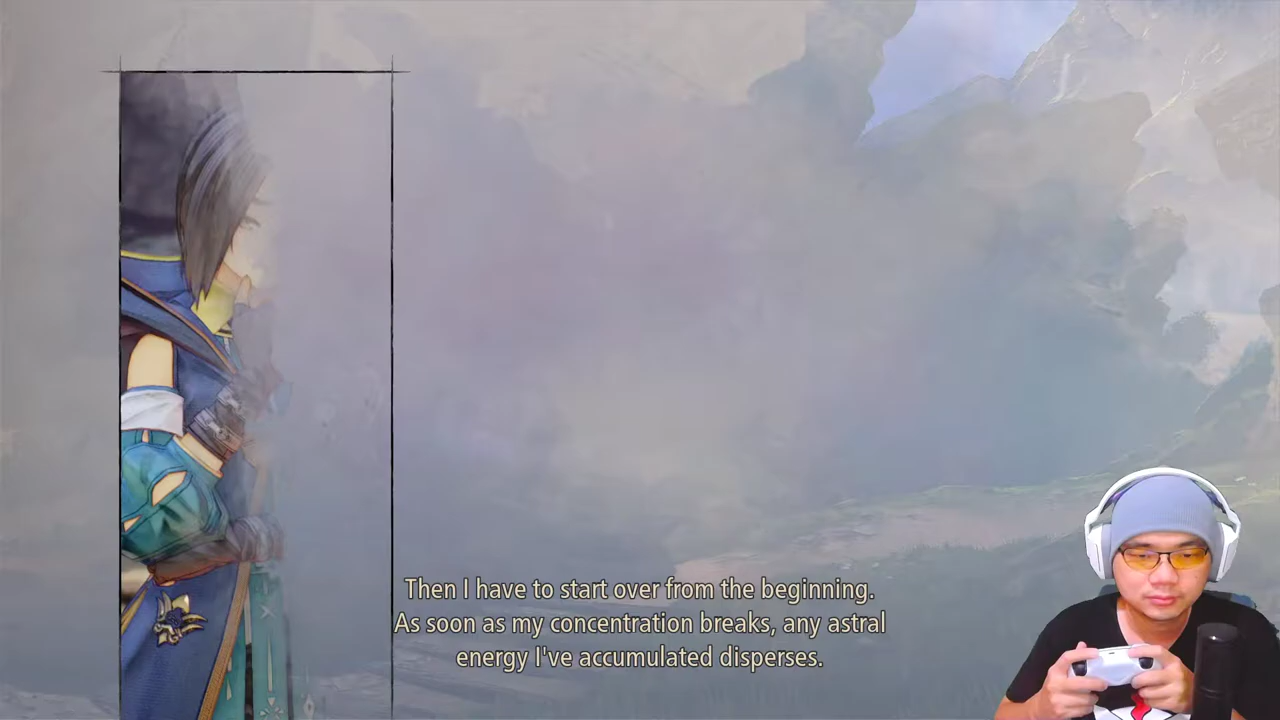 Then I have to start over from the beginning.
As soon as my concentration breaks, any astral
energy I've accumulated disperses.